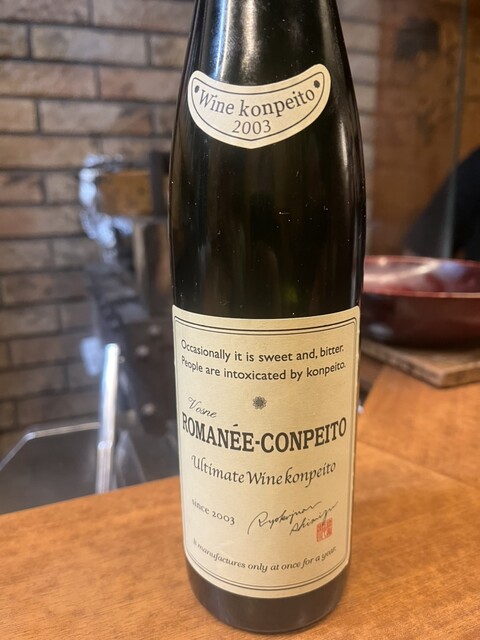 Wine konpeito
2003
Occasionally it is sweet and, bitter.
People are intoxicated by konpeito.
Vosne
ROMANÉE-CONPEITO
Ultimate Wine konpeito
since 2003
It manufactures only at once for a year.